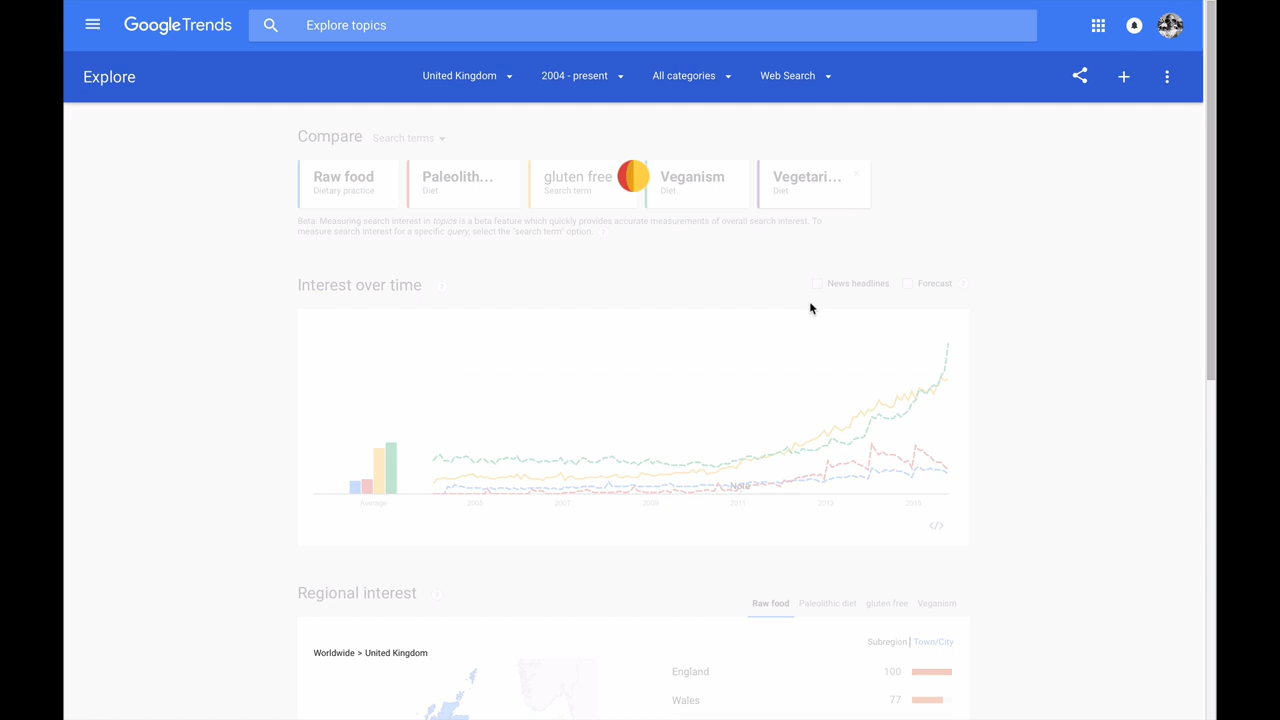 GoogleTrends
Explore topics
Explore
United Kingdom
2004 - present
All categories
Web Search
Compare
Search terms
Raw food
Dietary practice
Paleolith...
Diet
gluten free
Search term
Veganism
Diet
Vegetari...
Diet
Beta: Measuring search interest in topics is a beta feature which quickly provides accurate measurements of overall search interest. To
measure search interest for a specific query, select the "search term" option. ?
Interest over time ?
News headlines
Forecast ?
Note
Average
2005
2007
2009
2011
2013
2015
</>
Regional interest ?
Raw food
Paleolithic diet
gluten free
Veganism
Subregion | Town/City
Worldwide > United Kingdom
England 100
Wales 77